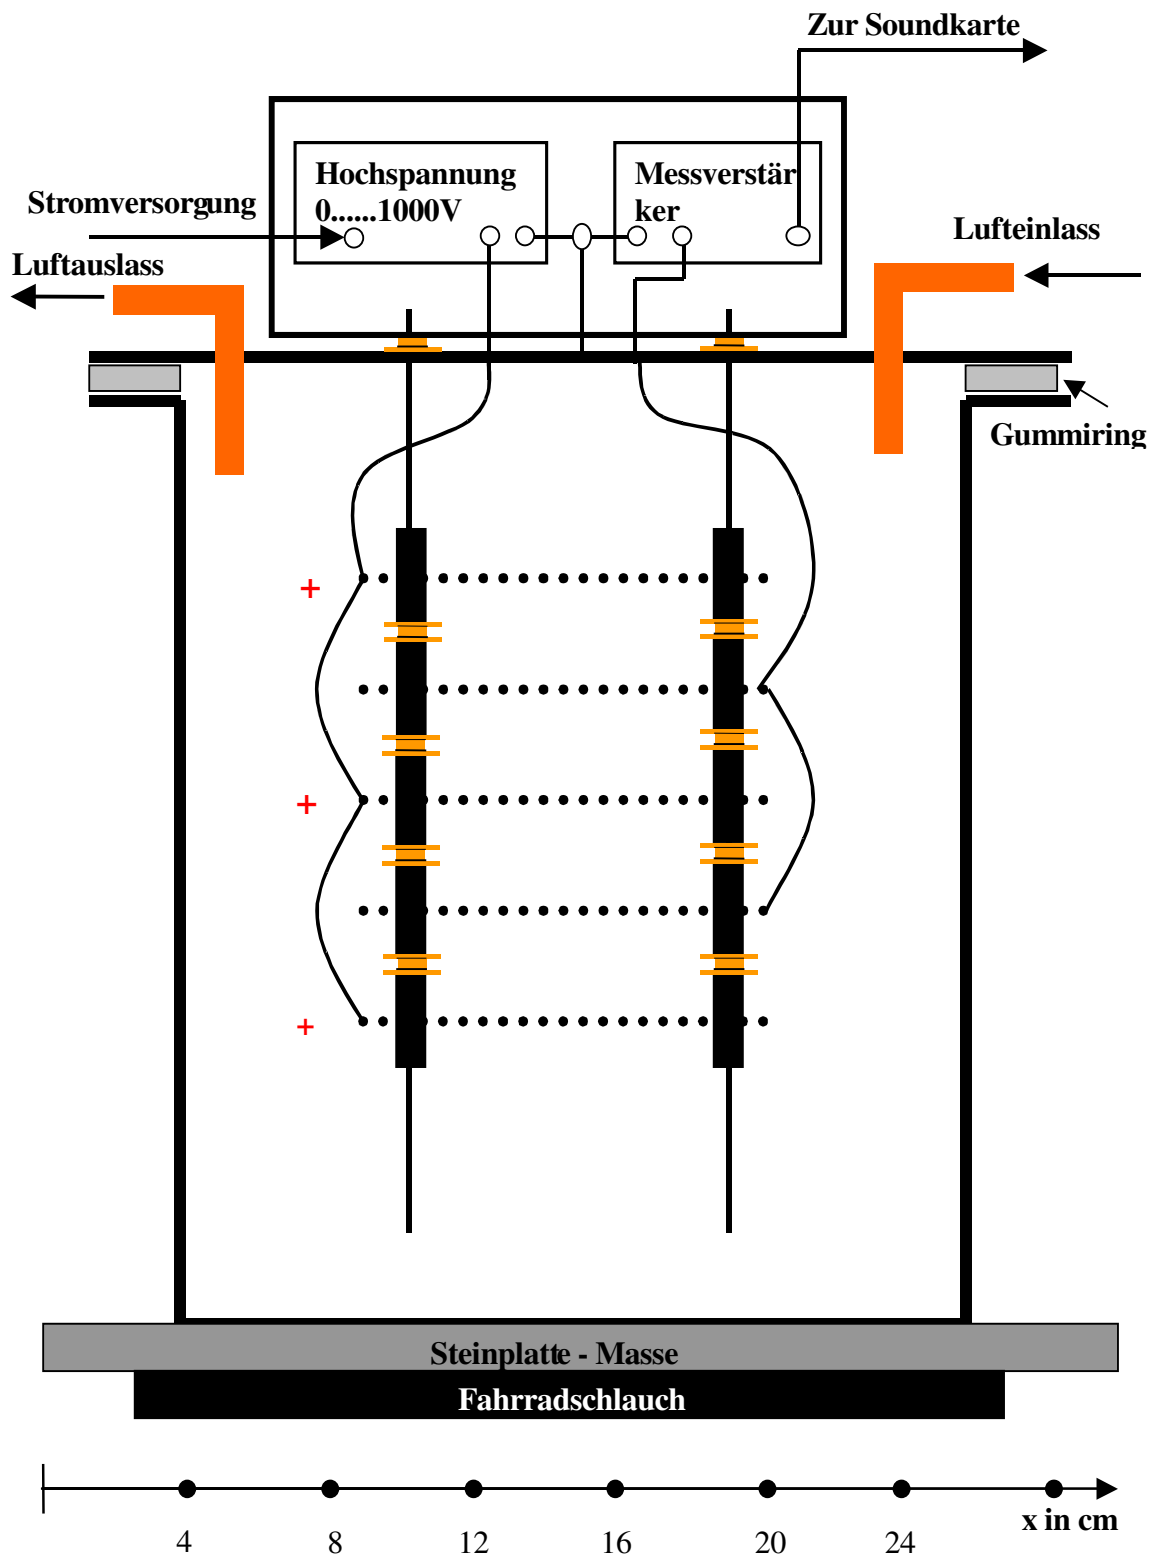 Zur Soundkarte
Hochspannung
0......1000V
Messverstär
ker
Stromversorgung
Lufteinlass
Luftauslass
Gummiring
+
+
+
Steinplatte - Masse
Fahrradschlauch
x in cm
4 8 12 16 20 24